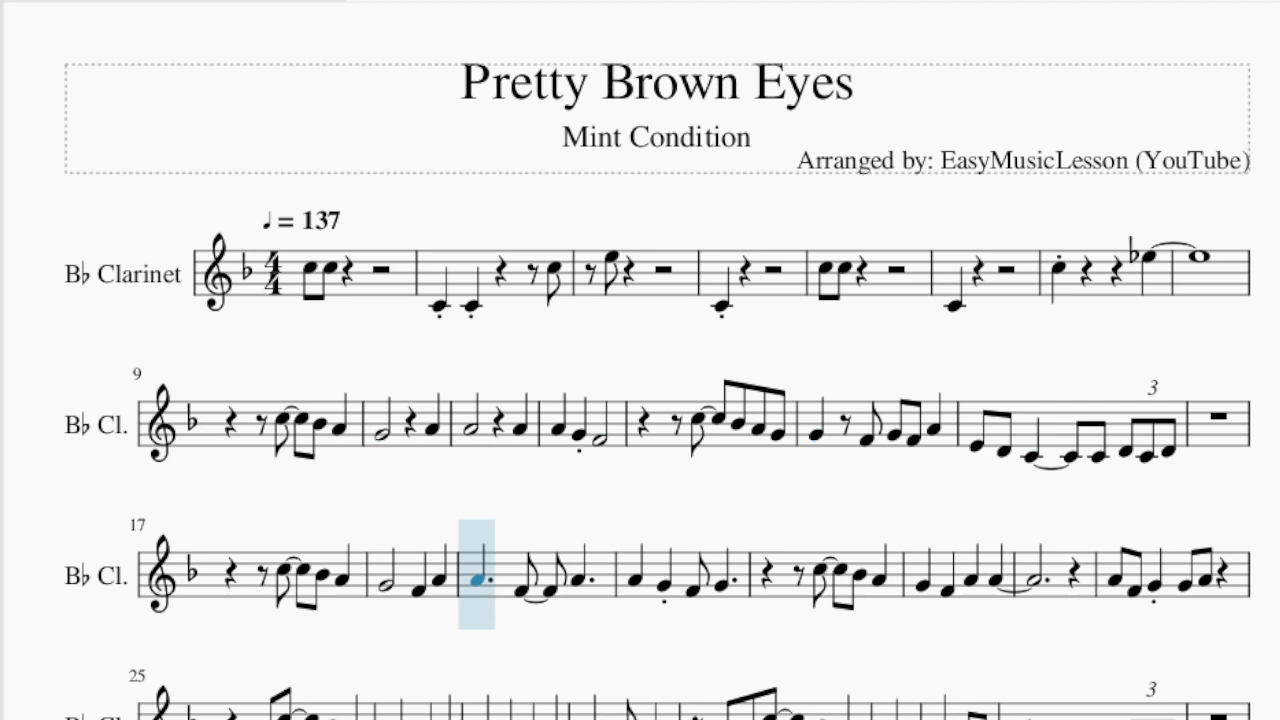 Pretty Brown Eyes
Mint Condition
Arranged by: EasyMusicLesson (YouTube)
♩ = 137
B♭ Clarinet
4
4
9
B♭ Cl.
3
17
B♭ Cl.
25
3
B♭ Cl.